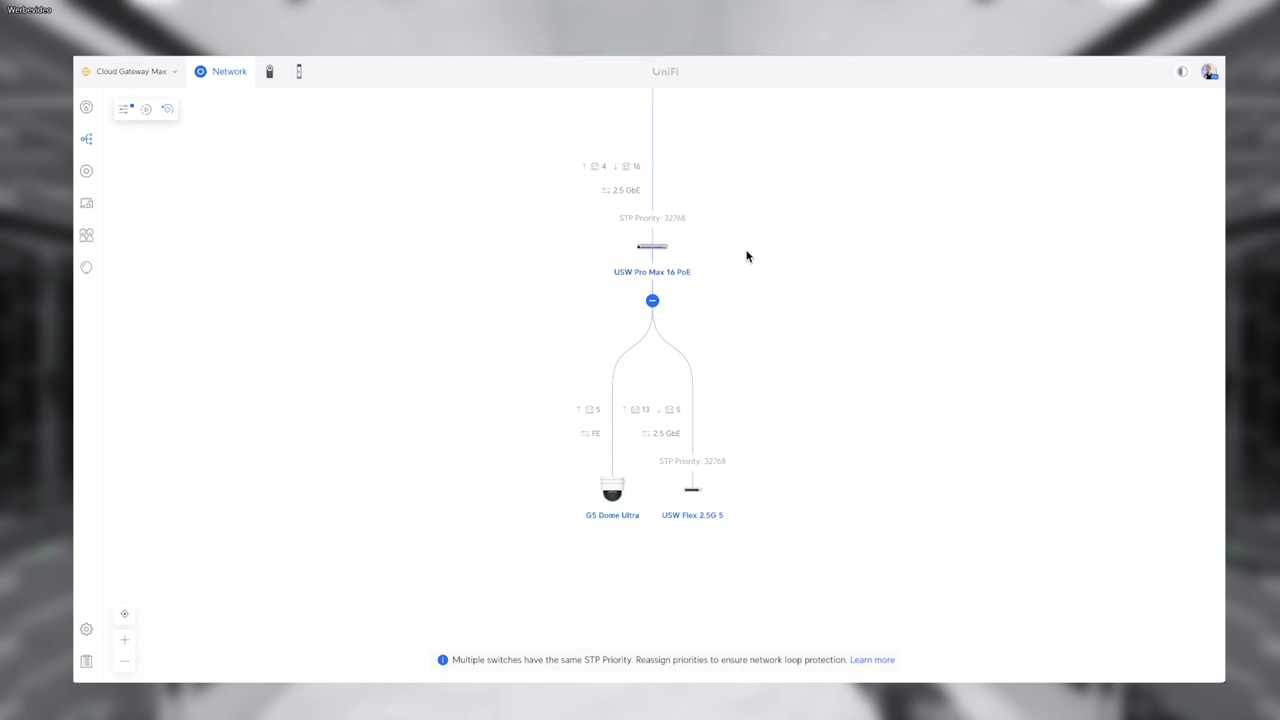 Werbevideo
Cloud Gateway Max
Network
UniFi
4 16
2.5 GbE
STP Priority: 32768
USW Pro Max 16 PoE
5 13 5
FE 2.5 GbE
STP Priority: 32768
G5 Dome Ultra USW Flex 2.5G 5
Multiple switches have the same STP Priority. Reassign priorities to ensure network loop protection. Learn more